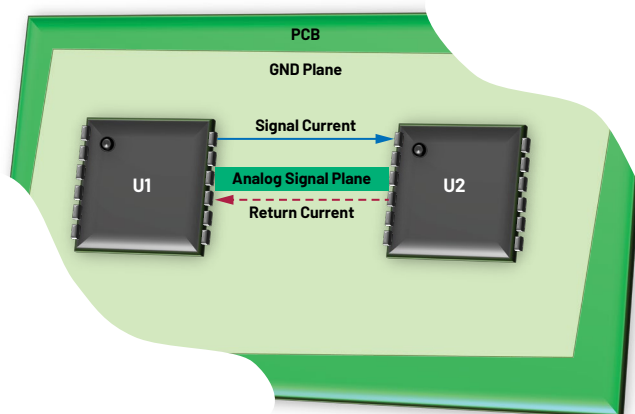 PCB
GND Plane
Signal Current
U1
Analog Signal Plane
U2
Return Current